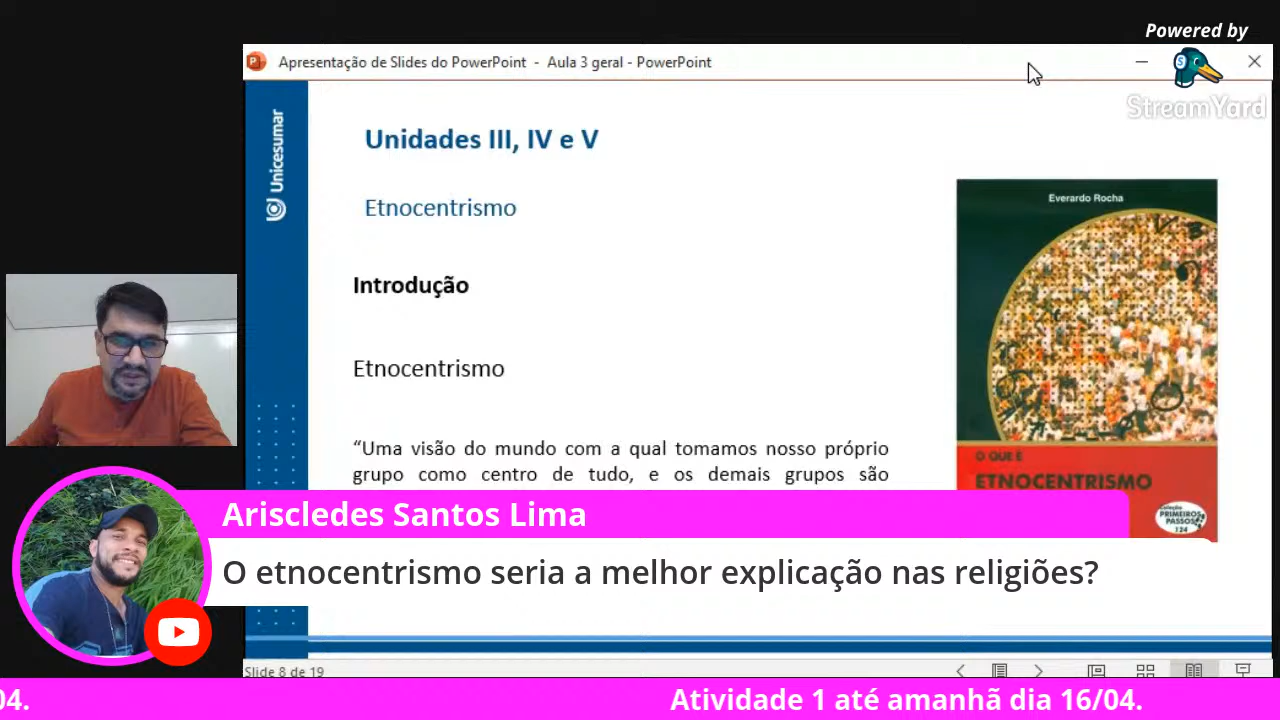 Powered by
StreamYard
Apresentação de Slides do PowerPoint - Aula 3 geral - PowerPoint
Unicesumar
Unidades III, IV e V
Etnocentrismo
Introdução
Etnocentrismo
“Uma visão do mundo com a qual tomamos nosso próprio
grupo como centro de tudo, e os demais grupos são
Everardo Rocha
O QUE É
ETNOCENTRISMO
Coleção
PRIMEIROS
PASSOS
124
Ariscledes Santos Lima
O etnocentrismo seria a melhor explicação nas religiões?
Slide 8 de 19
04.
Atividade 1 até amanhã dia 16/04.